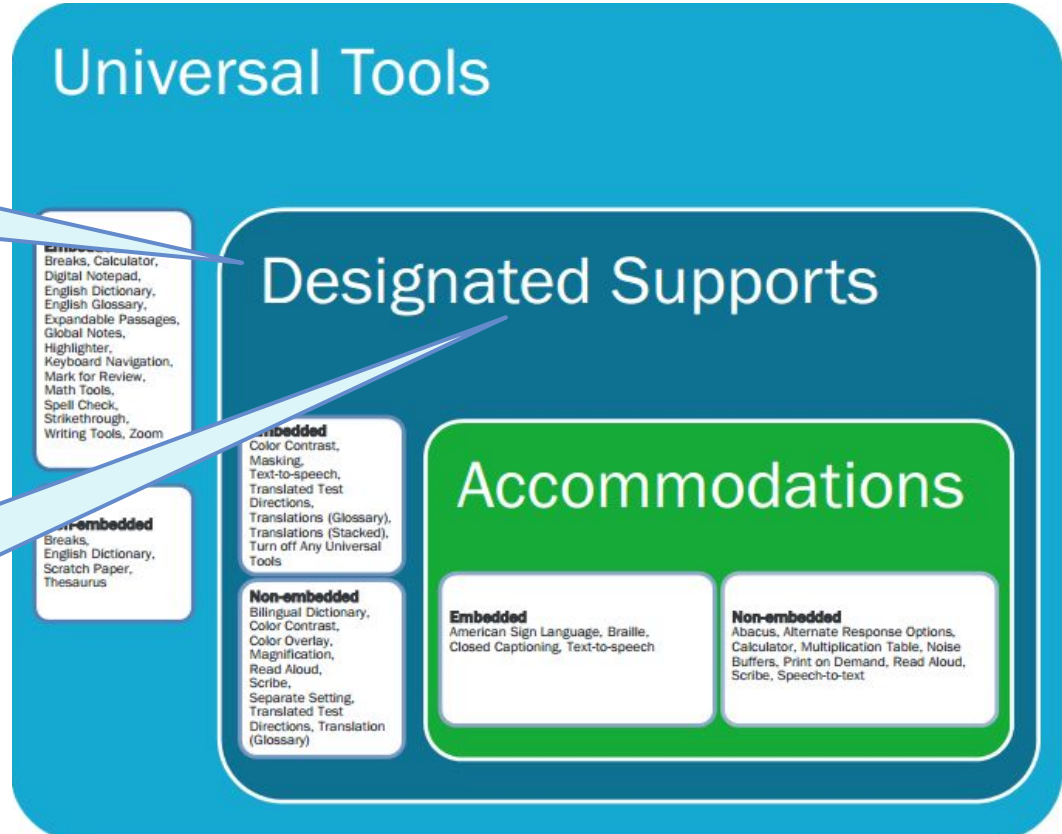 Universal Tools
Breaks, Calculator,
Digital Notepad,
English Dictionary,
English Glossary,
Expandable Passages,
Global Notes,
Highlighter,
Keyboard Navigation,
Mark for Review,
Math Tools,
Spell Check,
Strikethrough,
Writing Tools, Zoom
Non-embedded
Breaks,
English Dictionary,
Scratch Paper,
Thesaurus
Designated Supports
Embedded
Color Contrast,
Masking,
Text-to-speech,
Translated Test
Directions,
Translations (Glossary),
Translations (Stacked),
Turn off Any Universal
Tools
Non-embedded
Bilingual Dictionary,
Color Contrast,
Color Overlay,
Magnification,
Read Aloud,
Scribe,
Separate Setting,
Translated Test
Directions, Translation
(Glossary)
Accommodations
Embedded
American Sign Language, Braille,
Closed Captioning, Text-to-speech
Non-embedded
Abacus, Alternate Response Options,
Calculator, Multiplication Table, Noise
Buffers, Print on Demand, Read Aloud,
Scribe, Speech-to-text